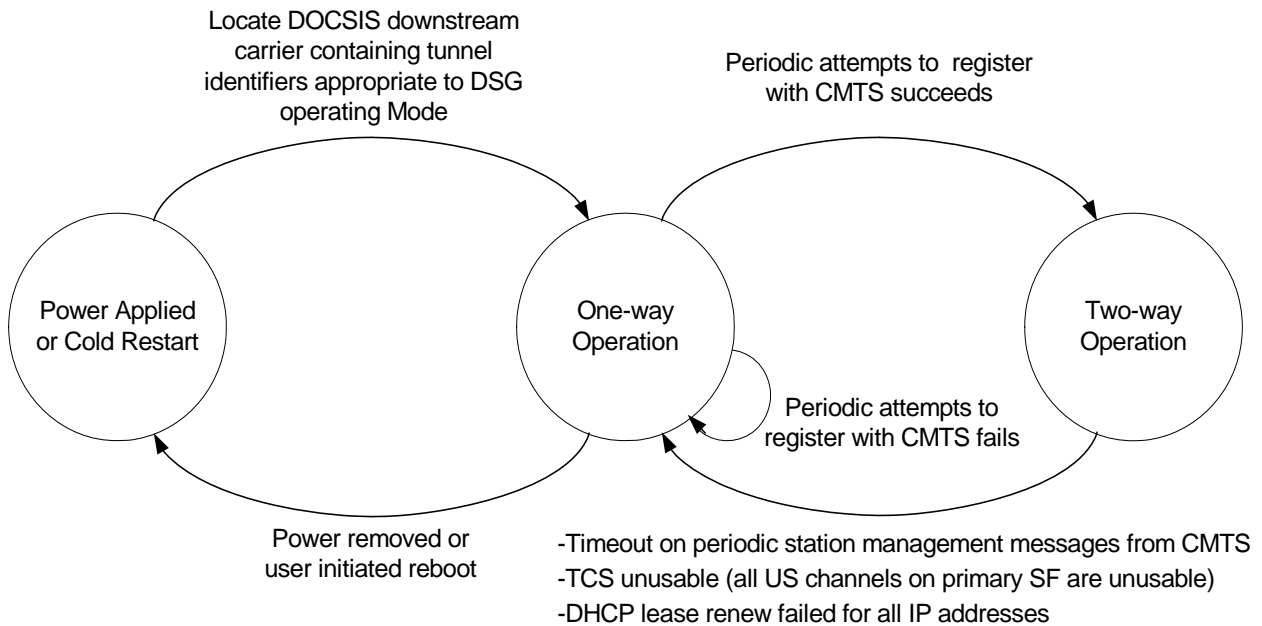 Locate DOCSIS downstream
carrier containing tunnel
identifiers appropriate to DSG
operating Mode
Periodic attempts to register
with CMTS succeeds
Power Applied
or Cold Restart
One-way
Operation
Two-way
Operation
Periodic attempts to
register with CMTS fails
Power removed or
user initiated reboot
-Timeout on periodic station management messages from CMTS
-TCS unusable (all US channels on primary SF are unusable)
-DHCP lease renew failed for all IP addresses